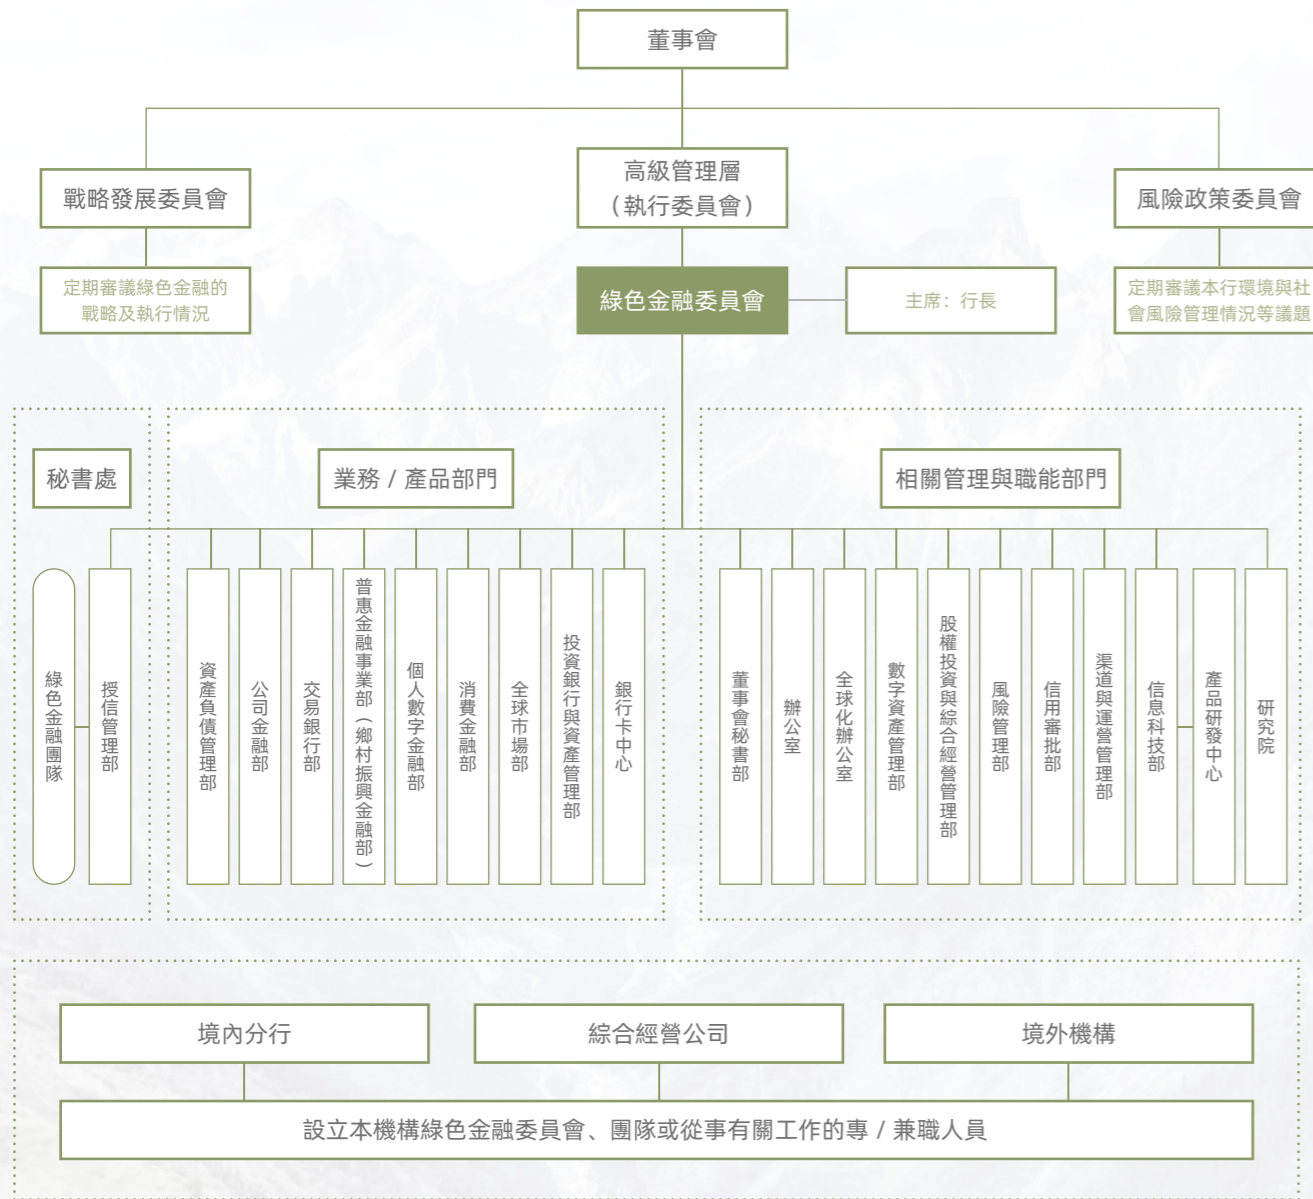 董事會
戰略發展委員會
高級管理層
（執行委員會）
風險政策委員會
定期審議綠色金融的
戰略及執行情況
綠色金融委員會
主席：行長
定期審議本行環境與社
會風險管理情況等議題
秘書處
業務 / 產品部門
相關管理與職能部門
綠色金融團隊
授信管理部
資產負債管理部
公司金融部
交易銀行部
普惠金融事業部（鄉村振興金融部）
個人數字金融部
消費金融部
全球市場部
投資銀行與資產管理部
銀行卡中心
董事會秘書部
辦公室
全球化辦公室
數字資產管理部
股權投資與綜合經營管理部
風險管理部
信用審批部
渠道與運營管理部
信息科技部
產品研發中心
研究院
境內分行
綜合經營公司
境外機構
設立本機構綠色金融委員會、團隊或從事有關工作的專 / 兼職人員